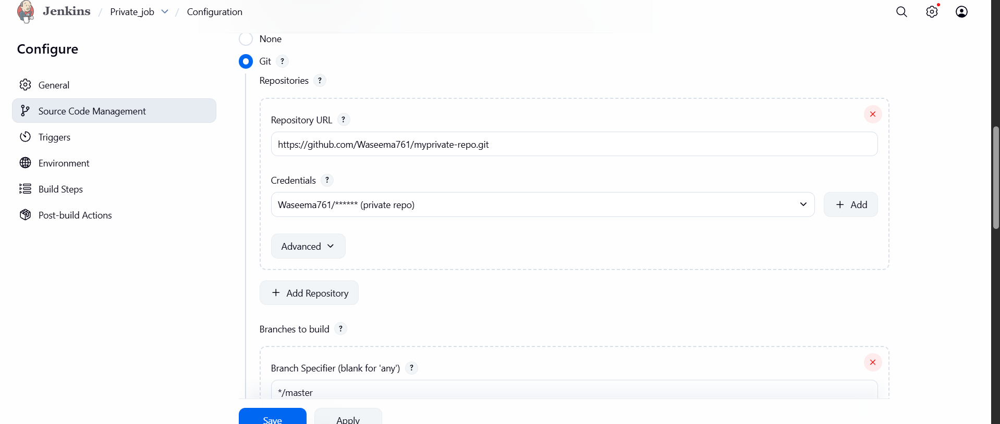 Jenkins / Private_job / Configuration
Configure
General
Source Code Management
Triggers
Environment
Build Steps
Post-build Actions
None
Git ?
Repositories ?
Repository URL ?
https://github.com/Waseema761/myprivate-repo.git
Credentials ?
Waseema761/****** (private repo)
+ Add
Advanced
+ Add Repository
Branches to build ?
Branch Specifier (blank for 'any') ?
*/master
Save
Apply